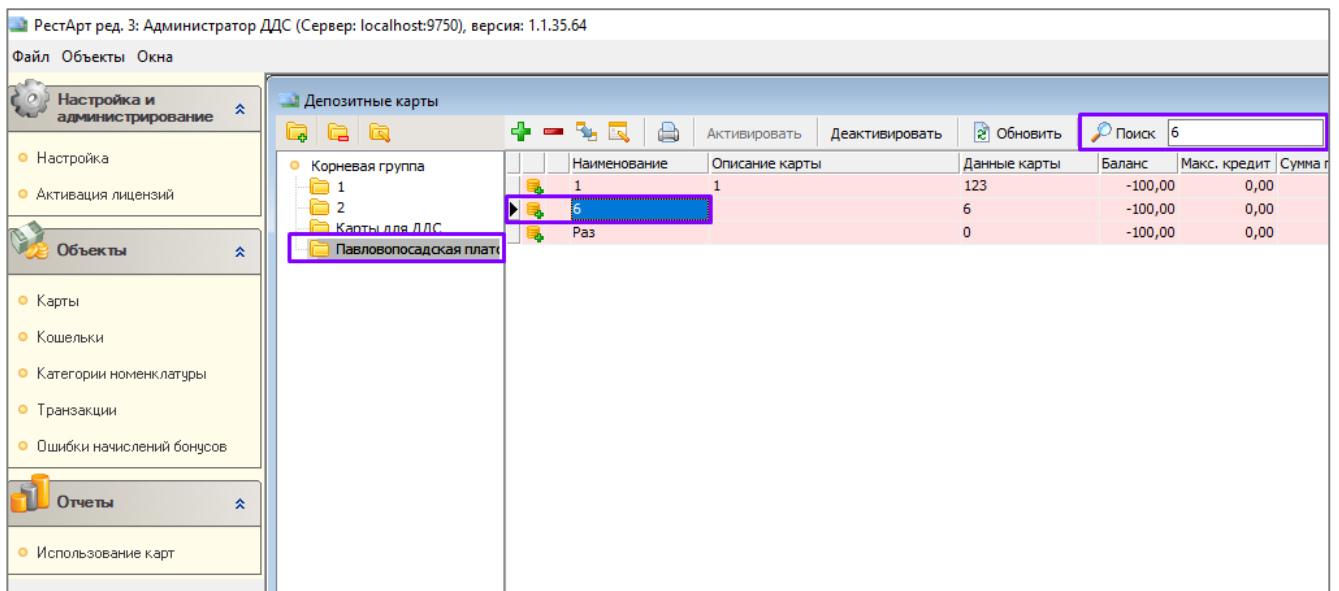 РестАрт ред. 3: Администратор ДДС (Сервер: localhost:9750), версия: 1.1.35.64
Файл Объекты Окна
Настройка и администрирование
Настройка
Активация лицензий
Объекты
Карты
Кошельки
Категории номенклатуры
Транзакции
Ошибки начислений бонусов
Отчеты
Использование карт
Депозитные карты
Активировать Деактивировать Обновить Поиск 6
Корневая группа
1
2
Карты для ДДС
Павловопосадская
Наименование Описание карты Данные карты Баланс Макс. кредит Сумма
1 1 123 -100,00 0,00
6 6 -100,00 0,00
Раз 0 -100,00 0,00